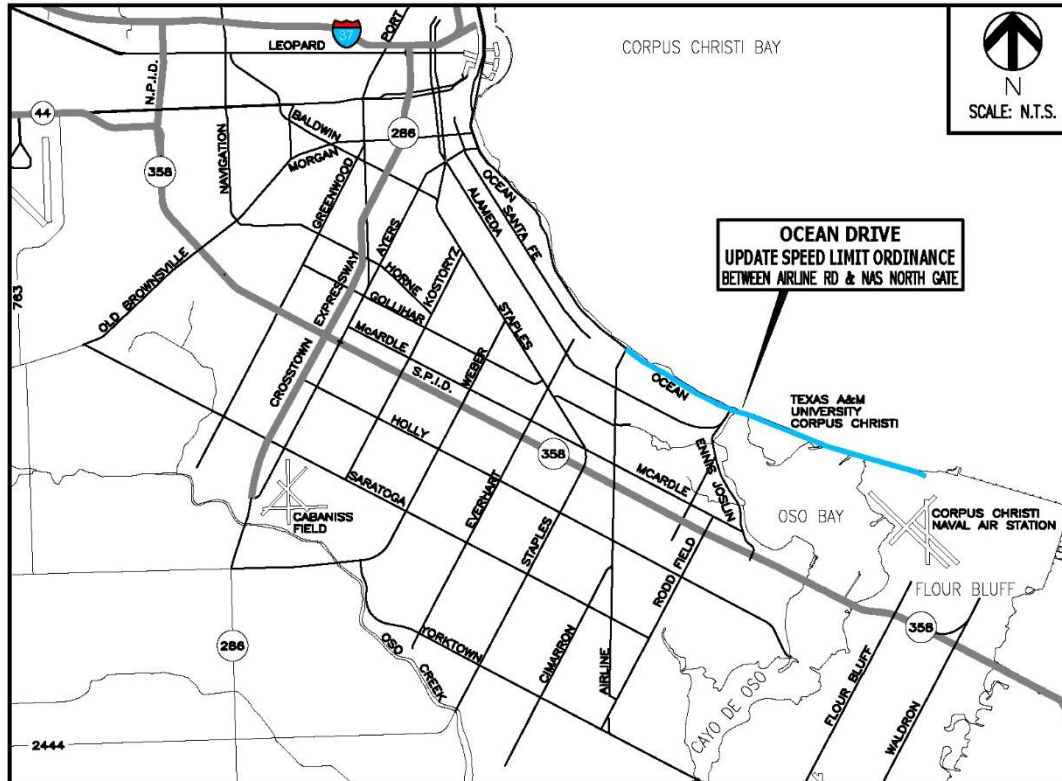 CORPUS CHRISTI BAY
N
SCALE: N.T.S.
37
PORT
LEOPARD
N.P.I.D.
44
BALDWIN
286
MORGAN
NAVIGATION
358
GREENWOOD
OCEAN
SANTA FE
ALAMEDA
AYERS
OLD BROWNSVILLE
EXPRESSWAY
HORNE
KOSTORYZ
GOLLIHAR
STAPLES
763
OCEAN DRIVE
UPDATE SPEED LIMIT ORDINANCE
BETWEEN AIRLINE RD & NAS NORTH GATE
McARDLE
WEBER
S.P.I.D.
CROSSTOWN
OCEAN
TEXAS A&M
UNIVERSITY
CORPUS CHRISTI
HOLLY
358
ENNIS JOSLIN
MCARDLE
SARATOGA
EVERHART
CABANISS
FIELD
STAPLES
OSO BAY
CORPUS CHRISTI
NAVAL AIR STATION
RODD FIELD
FLOUR BLUFF
358
286
YORKTOWN
OSO CREEK
CIMARRON
AIRLINE
CAYO DE OSO
FLOUR BLUFF
WALDRON
2444